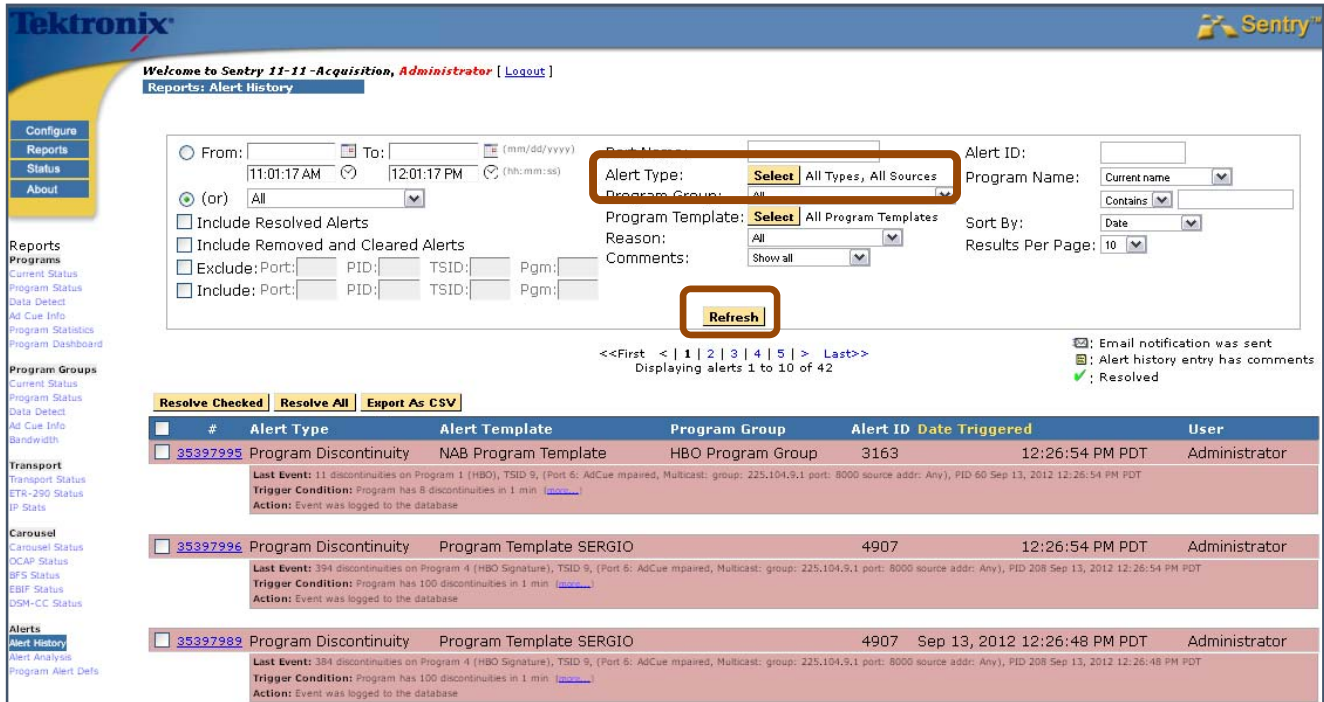 Tektronix
Sentry™
Welcome to Sentry 11-11 -Acquisition, Administrator [ Logout ]
Reports: Alert History
Configure
Reports
Status
About
From: To: (mm/dd/yyyy)
11:01:17 AM 12:01:17 PM (hh:mm:ss)
(or) All
Include Resolved Alerts
Include Removed and Cleared Alerts
Exclude: Port: PID: TSID: Pgm:
Include: Port: PID: TSID: Pgm:
Port Name:
Alert Type: Select All Types, All Sources
Program Group: All
Program Template: Select All Program Templates
Reason: All
Comments: Show all
Alert ID:
Program Name: Current name
Contains
Sort By: Date
Results Per Page: 10
Refresh
<<First < | 1 | 2 | 3 | 4 | 5 | > Last>>
Displaying alerts 1 to 10 of 42
: Email notification was sent
: Alert history entry has comments
: Resolved
Reports
Programs
Current Status
Program Status
Data Detect
Ad Cue Info
Program Statistics
Program Dashboard
Program Groups
Current Status
Program Status
Data Detect
Ad Cue Info
Bandwidth
Transport
Transport Status
ETR-290 Status
IP Stats
Carousel
Carousel Status
OCAP Status
BFS Status
EBIF Status
DSM-CC Status
Alerts
Alert History
Alert Analysis
Program Alert Defs
Resolve Checked Resolve All Export As CSV
# Alert Type Alert Template Program Group Alert ID Date Triggered User
35397995 Program Discontinuity NAB Program Template HBO Program Group 3163 12:26:54 PM PDT Administrator
Last Event: 11 discontinuities on Program 1 (HBO), TSID 9, (Port 6: AdCue mpaired, Multicast: group: 225.104.9.1 port: 8000 source addr: Any), PID 60 Sep 13, 2012 12:26:54 PM PDT
Trigger Condition: Program has 8 discontinuities in 1 min (more...)
Action: Event was logged to the database
35397996 Program Discontinuity Program Template SERGIO 4907 12:26:54 PM PDT Administrator
Last Event: 394 discontinuities on Program 4 (HBO Signature), TSID 9, (Port 6: AdCue mpaired, Multicast: group: 225.104.9.1 port: 8000 source addr: Any), PID 208 Sep 13, 2012 12:26:54 PM PDT
Trigger Condition: Program has 100 discontinuities in 1 min (more...)
Action: Event was logged to the database
35397989 Program Discontinuity Program Template SERGIO 4907 Sep 13, 2012 12:26:48 PM PDT Administrator
Last Event: 384 discontinuities on Program 4 (HBO Signature), TSID 9, (Port 6: AdCue mpaired, Multicast: group: 225.104.9.1 port: 8000 source addr: Any), PID 208 Sep 13, 2012 12:26:48 PM PDT
Trigger Condition: Program has 100 discontinuities in 1 min (more...)
Action: Event was logged to the database